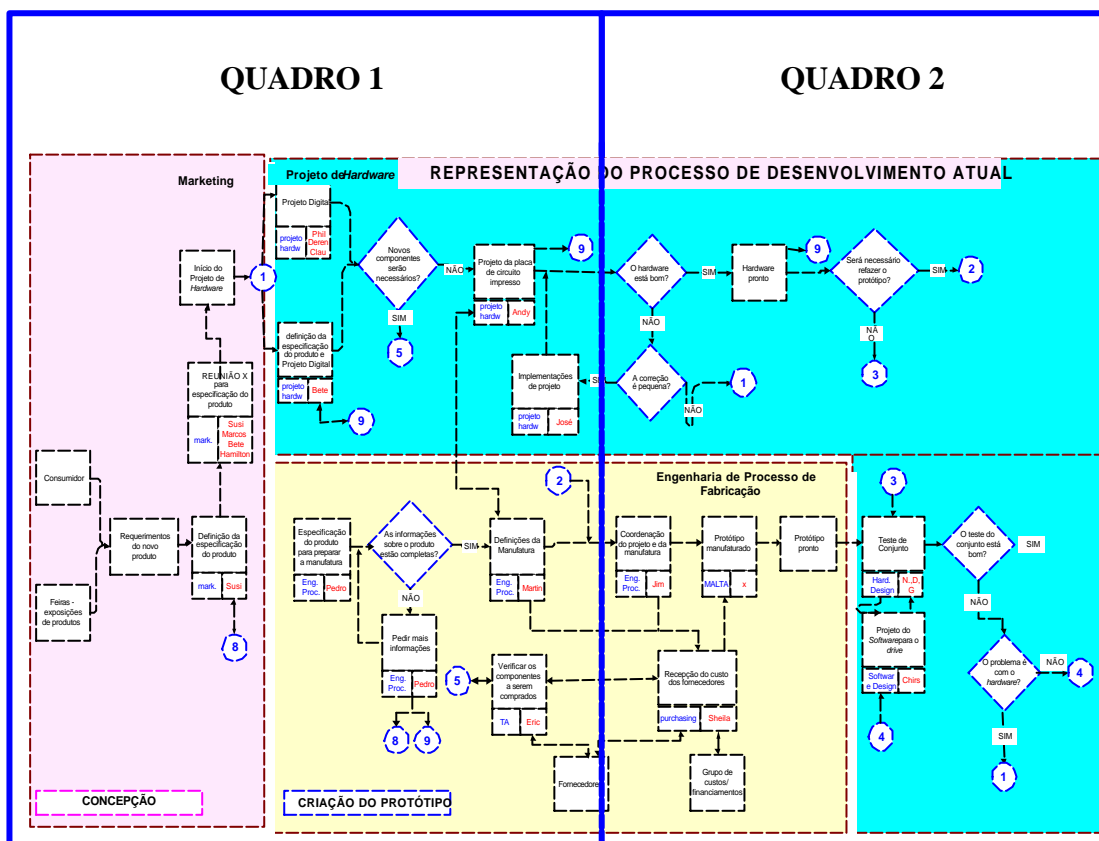 QUADRO 1
QUADRO 2
REPRESENTAÇÃO DO PROCESSO DE DESENVOLVIMENTO ATUAL
Marketing
Projeto de Hardware
Início do
Projeto de
Hardware
1
REUNIÃO X
para
especificação do
produto
mark.
Susi
Marcos
Bete
Hamilton
Consumidor
Requerimentos
do novo
produto
Definição da
especificação
do produto
mark.
Susi
Feiras -
exposições
de produtos
8
CONCEPÇÃO
Projeto Digital
projeto
hardw
Phil
Deren
Clau
Novos
componentes
serão
necessários?
NÃO
SIM
5
definição da
especificação
do produto e
Projeto Digital
projeto
hardw
Bete
9
Projeto da placa
de circuito
impresso
projeto
hardw
Andy
9
Implementações
de projeto
projeto
hardw
José
O hardware
está bom?
SIM
NÃO
A correção
é pequena?
SI
NÃO
1
Hardware
pronto
9
Será necessário
refazer o
protótipo?
SIM
2
NÃ
O
3
Engenharia de Processo de
Fabricação
2
Especificação
do produto
para preparar
a manufatura
Eng.
Proc.
Pedro
As informações
sobre o produto
estão completas?
SIM
NÃO
Pedir mais
informações
Eng.
Proc.
Pedro
8
9
Definições da
Manufatura
Eng.
Proc.
Martin
Coordenação
do projeto e da
manufatura
Eng.
Proc.
Jim
Protótipo
manufaturado
MALTA
x
Protótipo
pronto
5
Verificar os
componentes
a serem
comprados
TA
Eric
Recepção do custo
dos fornecedores
purchasing
Sheila
Fornecedores
Grupo de
custos/
financiamentos
CRIAÇÃO DO PROTÓTIPO
3
Teste de
Conjunto
Hard.
Design
N.,D,
G
O teste do
conjunto está
bom?
SIM
NÃO
Projeto do
Software para o
drive
Softwar
e Design
Chirs
4
O problema é
com o
hardware?
NÃO
4
SIM
1